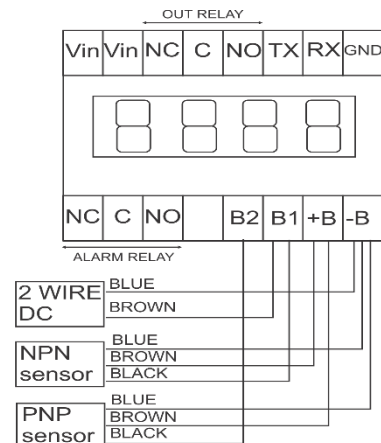 OUT RELAY
Vin Vin NC C NO TX RX GND
NC C NO B2 B1 +B -B
ALARM RELAY
2 WIRE
DC
BLUE
BROWN
NPN
sensor
BLUE
BROWN
BLACK
PNP
sensor
BLUE
BROWN
BLACK